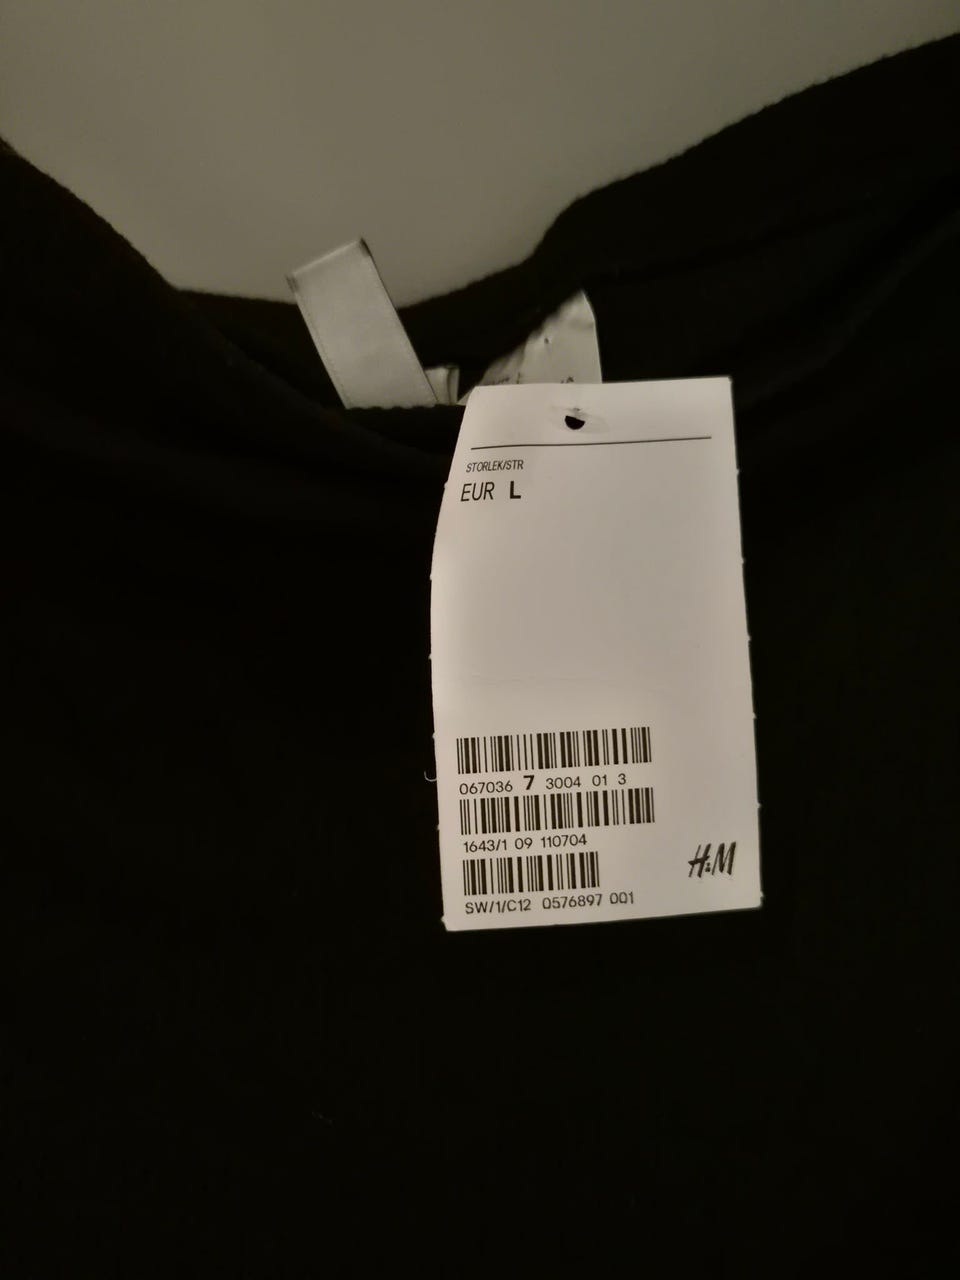 STORLEK/STR
EUR L
067036 7 3004 01 3
1643/1 09 110704
H&M
SW/1/C12 0576897 001